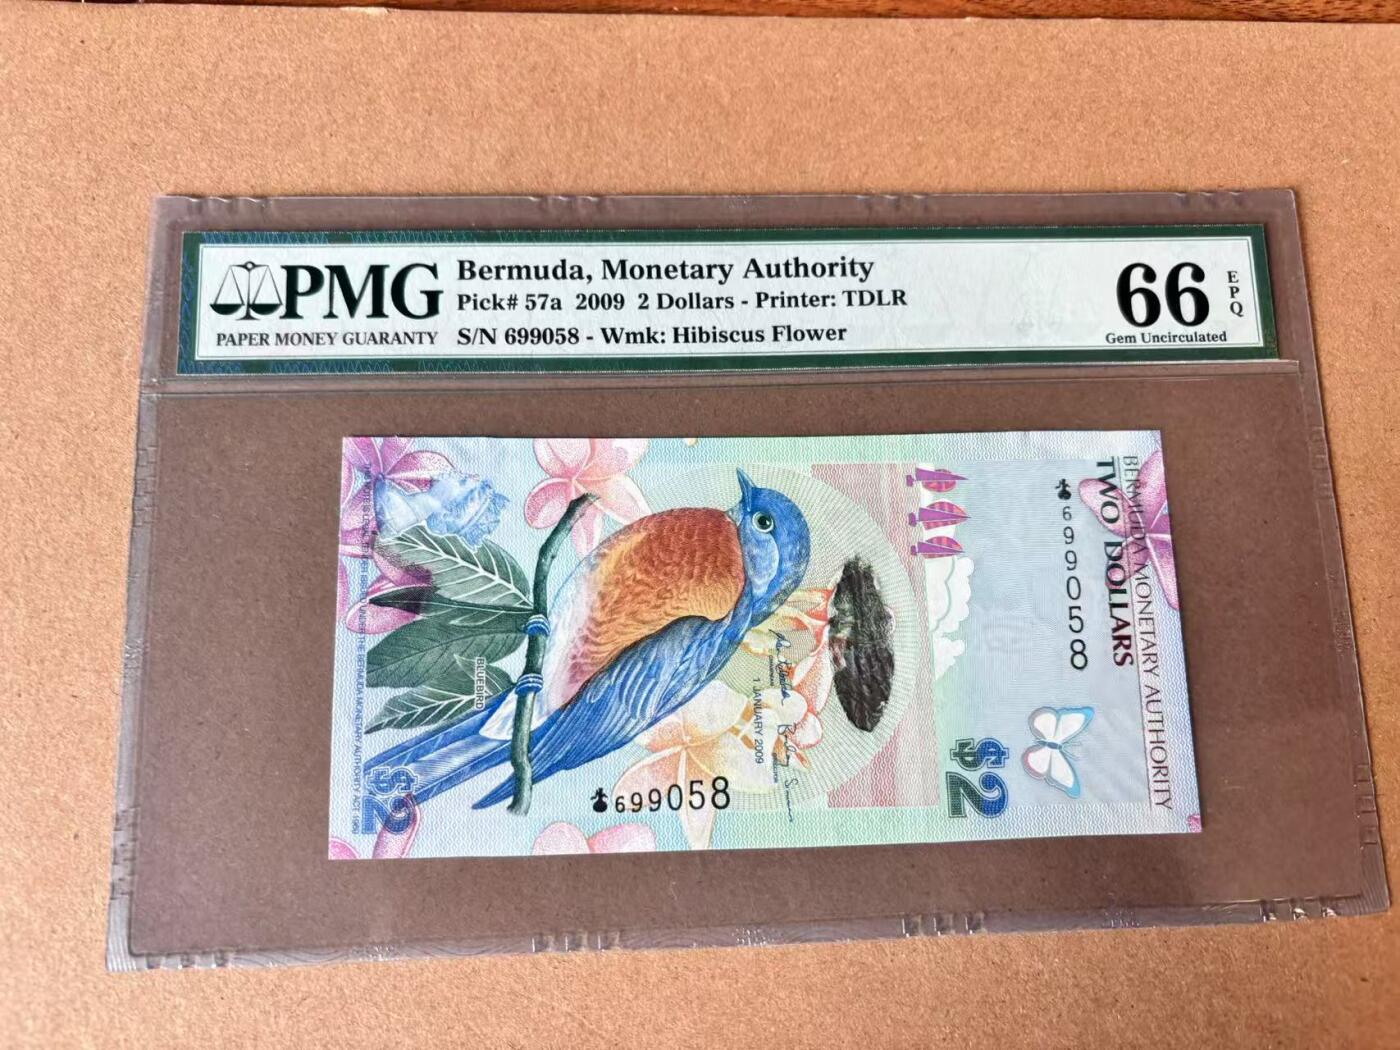 PMG
PAPER MONEY GUARANTY
Bermuda, Monetary Authority
Pick# 57a 2009 2 Dollars - Printer: TDLR
S/N 699058 - Wmk: Hibiscus Flower
66
EPQ
Gem Uncirculated
BERMUDA MONETARY AUTHORITY
TWO DOLLARS
699058
BLUEBIRD
1 JANUARY 2009
699058
$2
$2